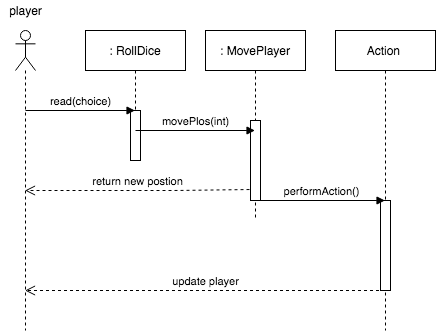 player
: RollDice
: MovePlayer
Action
read(choice)
movePlos(int)
return new postion
performAction()
update player